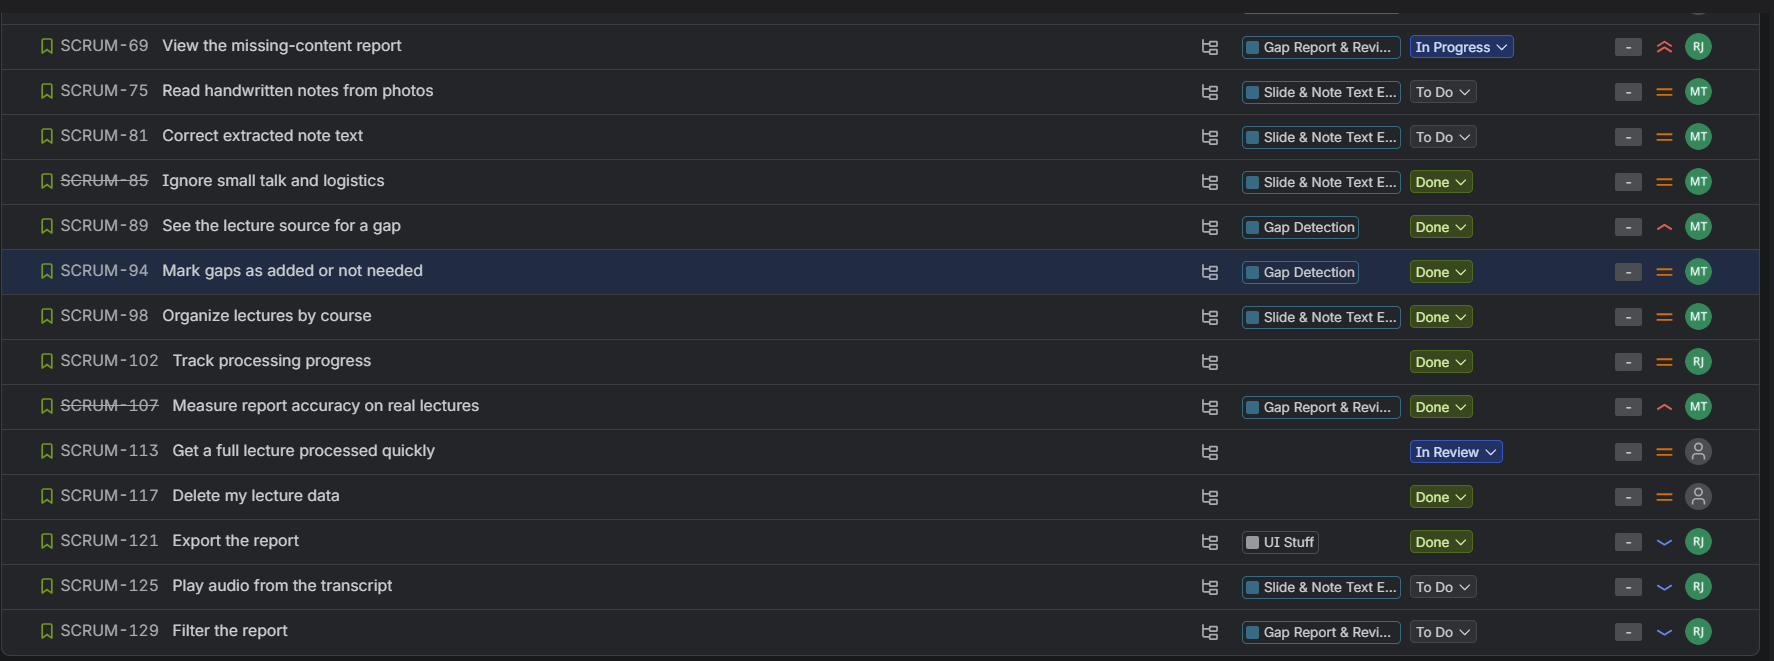 SCRUM-69 View the missing-content report Gap Report & Revi... In Progress - RJ
SCRUM-75 Read handwritten notes from photos Slide & Note Text E... To Do - MT
SCRUM-81 Correct extracted note text Slide & Note Text E... To Do - MT
SCRUM-85 Ignore small talk and logistics Slide & Note Text E... Done - MT
SCRUM-89 See the lecture source for a gap Gap Detection Done - MT
SCRUM-94 Mark gaps as added or not needed Gap Detection Done - MT
SCRUM-98 Organize lectures by course Slide & Note Text E... Done - MT
SCRUM-102 Track processing progress Done - RJ
SCRUM-107 Measure report accuracy on real lectures Gap Report & Revi... Done - MT
SCRUM-113 Get a full lecture processed quickly In Review -
SCRUM-117 Delete my lecture data Done -
SCRUM-121 Export the report UI Stuff Done - RJ
SCRUM-125 Play audio from the transcript Slide & Note Text E... To Do - RJ
SCRUM-129 Filter the report Gap Report & Revi... To Do - RJ